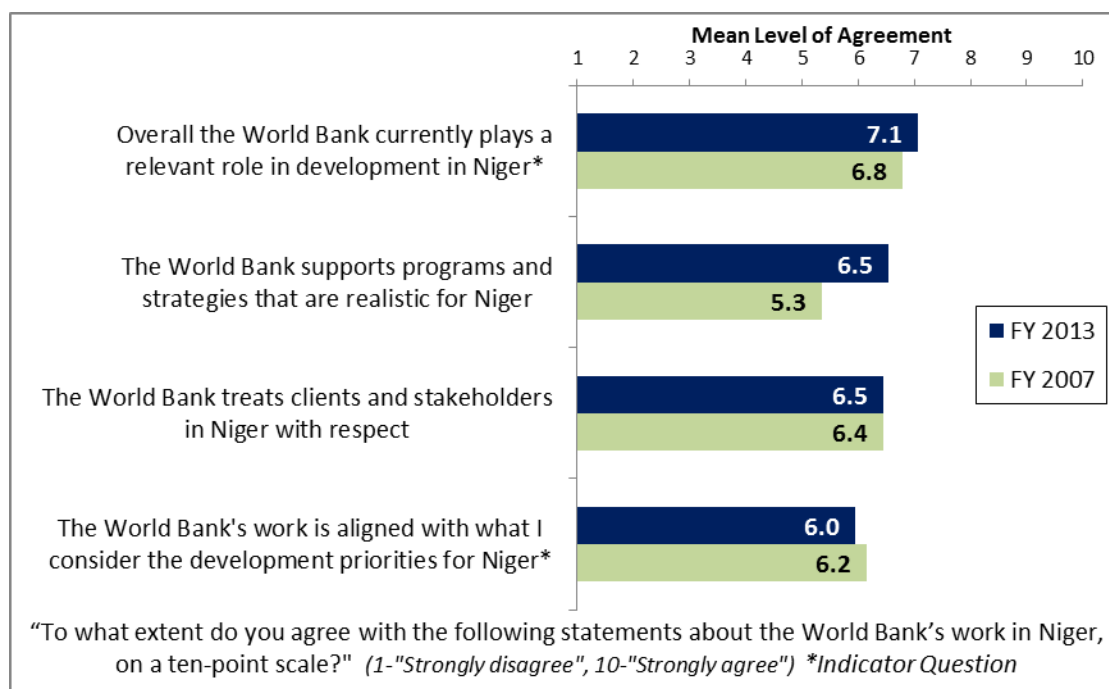 Mean Level of Agreement
1 2 3 4 5 6 7 8 9 10
Overall the World Bank currently plays a
relevant role in development in Niger*
7.1
6.8
The World Bank supports programs and
strategies that are realistic for Niger
6.5
5.3
FY 2013
FY 2007
The World Bank treats clients and stakeholders
in Niger with respect
6.5
6.4
The World Bank's work is aligned with what I
consider the development priorities for Niger*
6.0
6.2
“To what extent do you agree with the following statements about the World Bank’s work in Niger,
on a ten-point scale?" (1-"Strongly disagree", 10-"Strongly agree") *Indicator Question